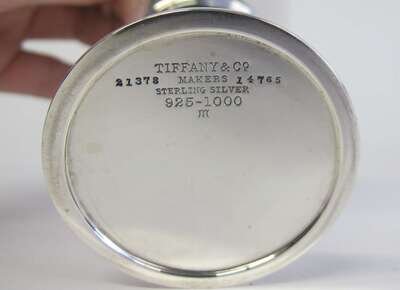 TIFFANY & Cº
21378 MAKERS 14765
STERLING SILVER
925-1000
m